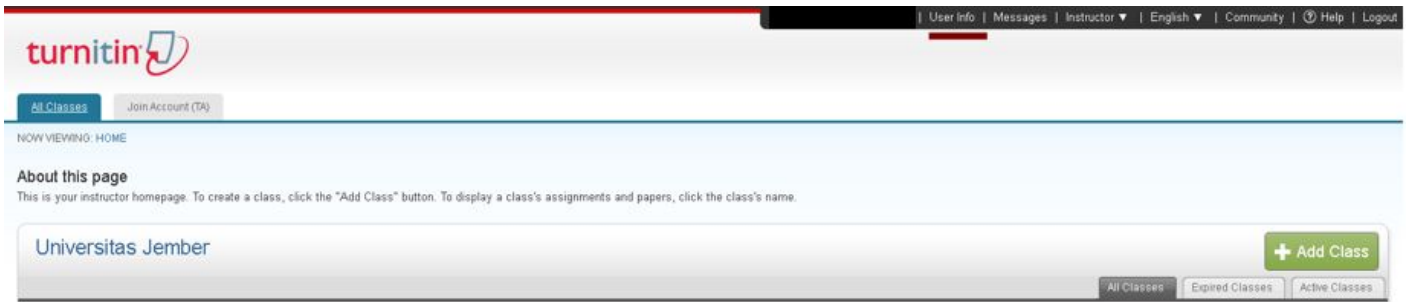 | User Info | Messages | Instructor ▼ | English ▼ | Community | ? Help | Logout
turnitin
All Classes Join Account (TA)
NOW VIEWING: HOME
About this page
This is your instructor homepage. To create a class, click the "Add Class" button. To display a class's assignments and papers, click the class's name.
Universitas Jember
+ Add Class
All Classes Expired Classes Active Classes